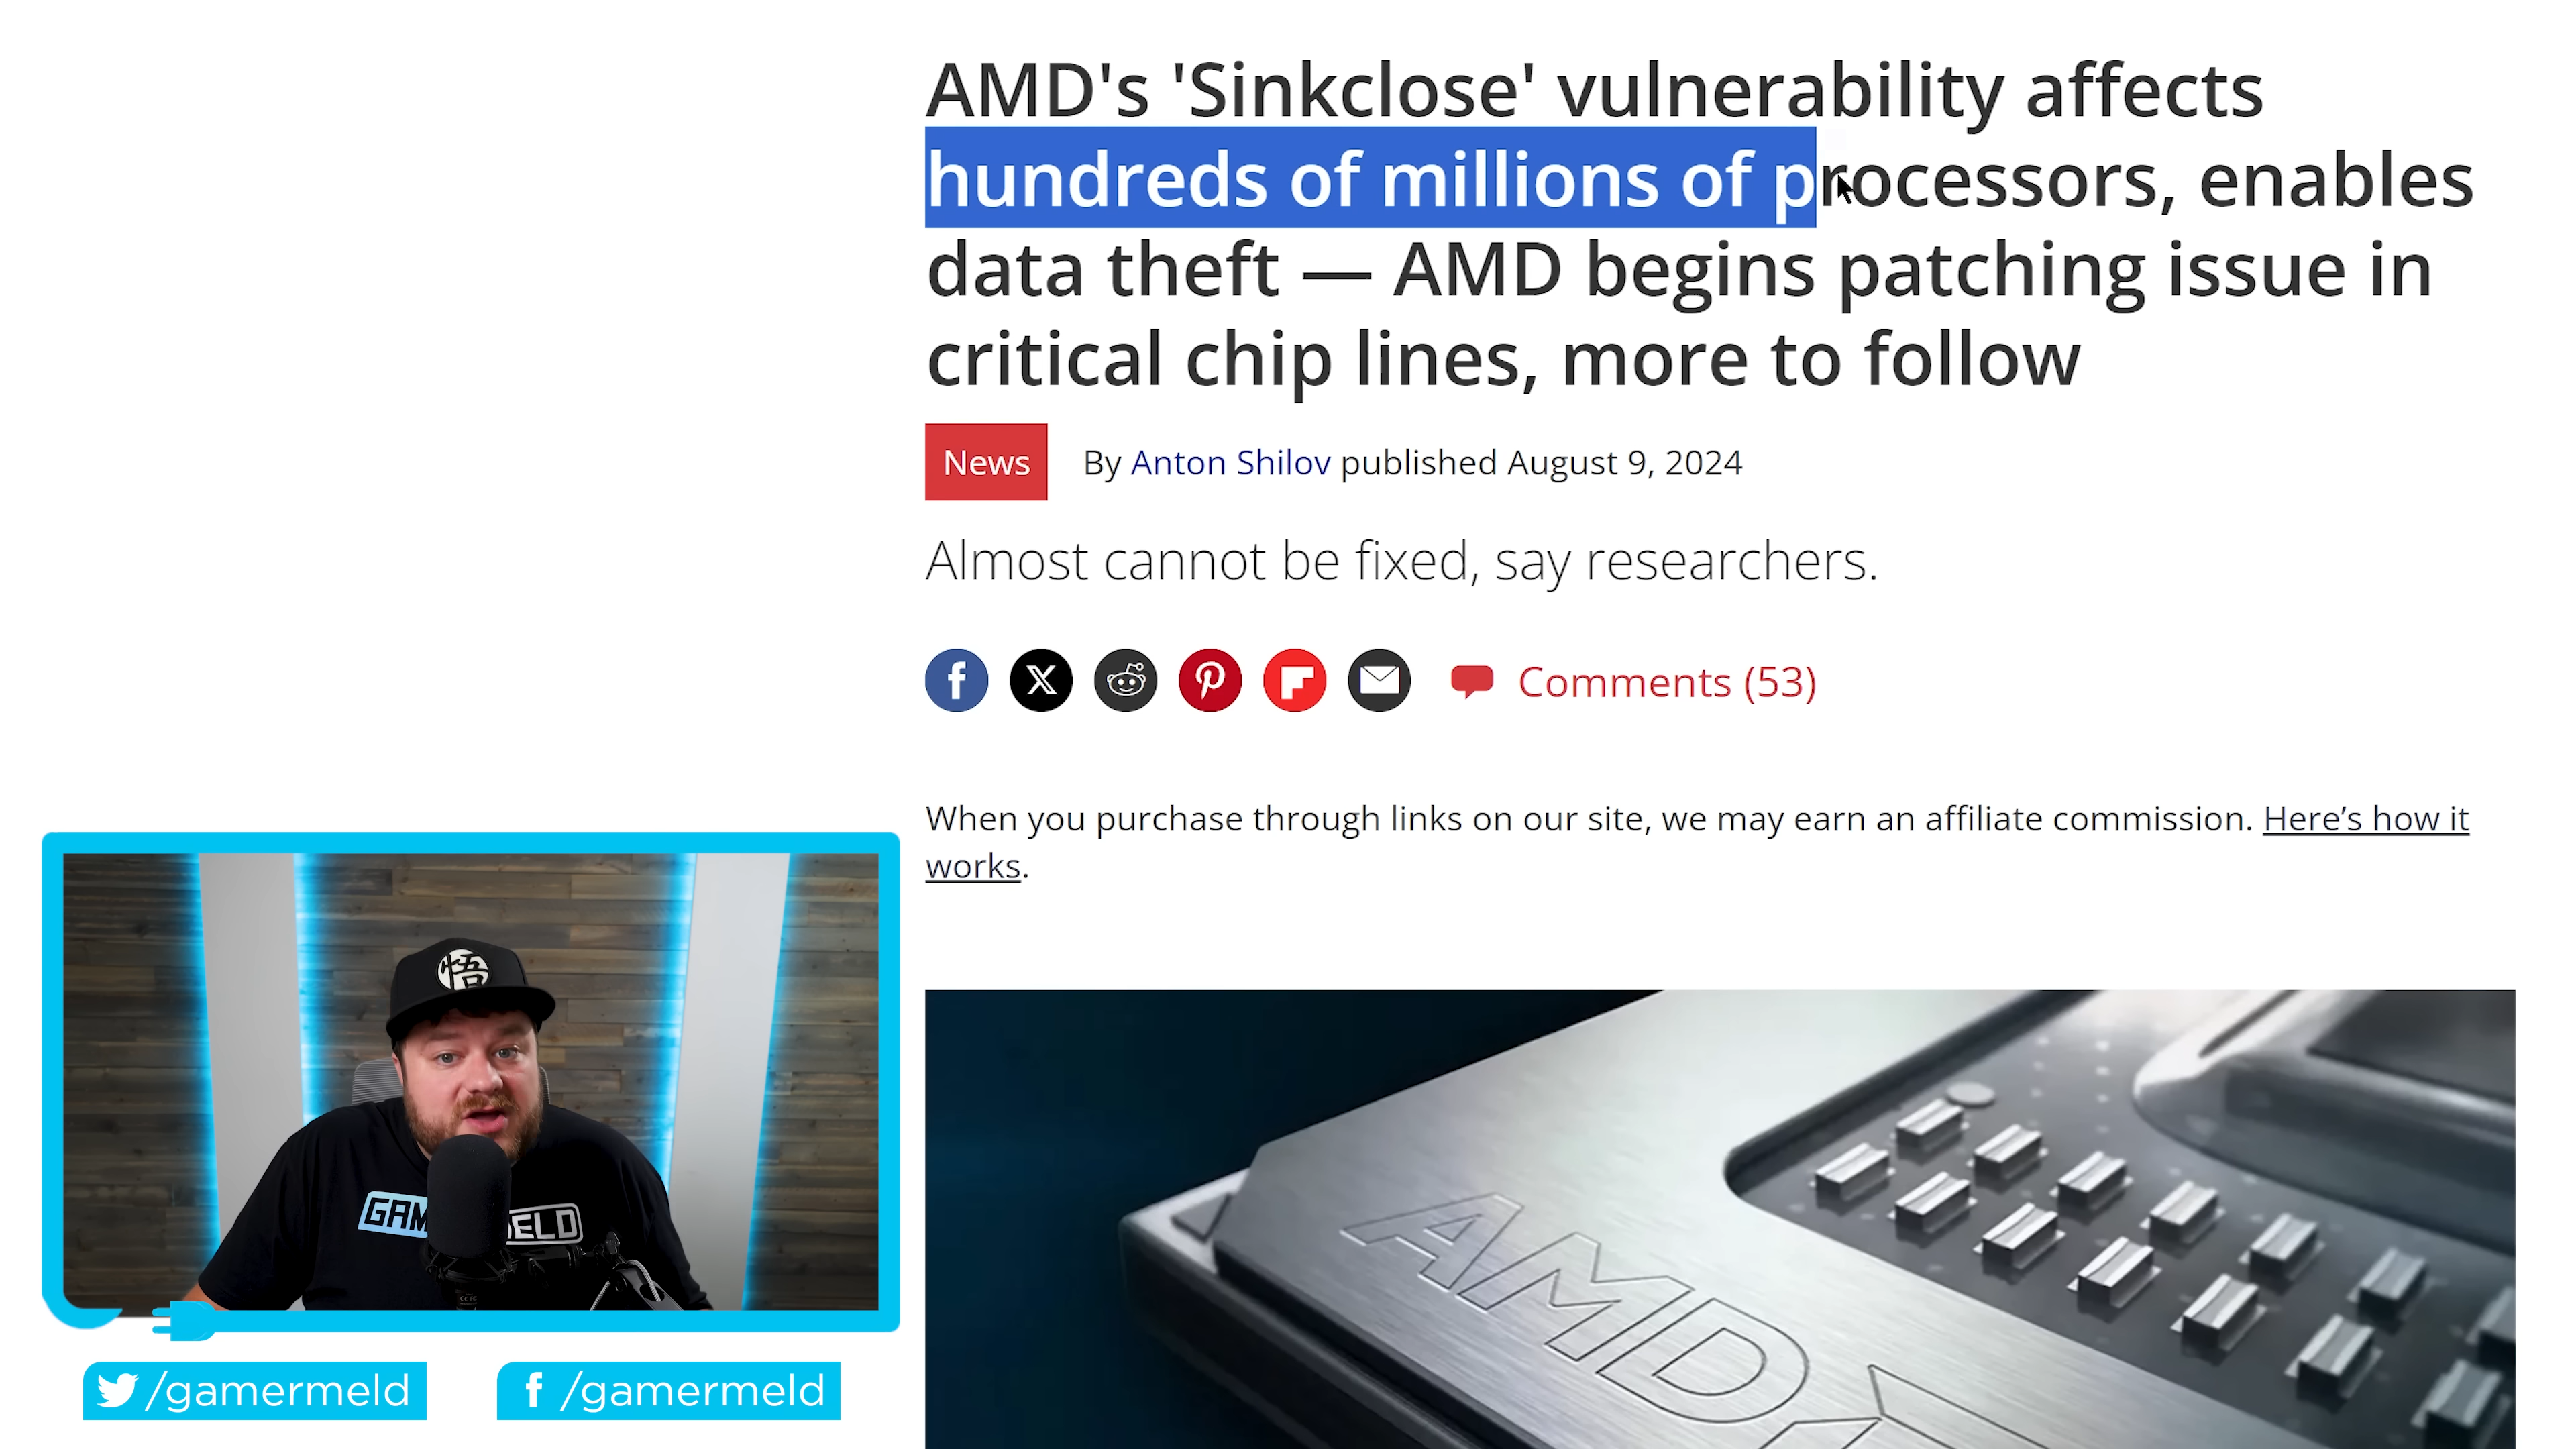 AMD's 'Sinkclose' vulnerability affects
hundreds of millions of processors, enables
data theft — AMD begins patching issue in
critical chip lines, more to follow
News
By Anton Shilov published August 9, 2024
Almost cannot be fixed, say researchers.
Comments (53)
When you purchase through links on our site, we may earn an affiliate commission. Here’s how it
works.
悟
GAM ELD
AMD
/gamermeld
/gamermeld